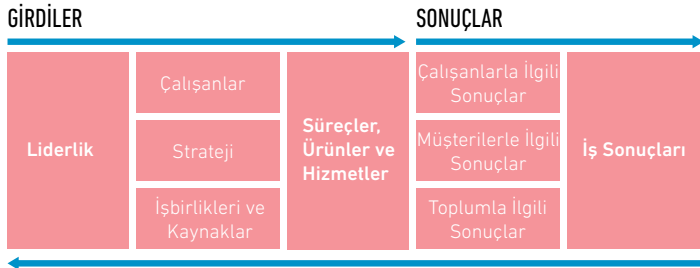 GİRDİLER
SONUÇLAR
Liderlik
Çalışanlar
Strateji
İşbirlikleri ve
Kaynaklar
Süreçler,
Ürünler ve
Hizmetler
Çalışanlarla İlgili
Sonuçlar
Müşterilerle İlgili
Sonuçlar
Toplumla İlgili
Sonuçlar
İş Sonuçları